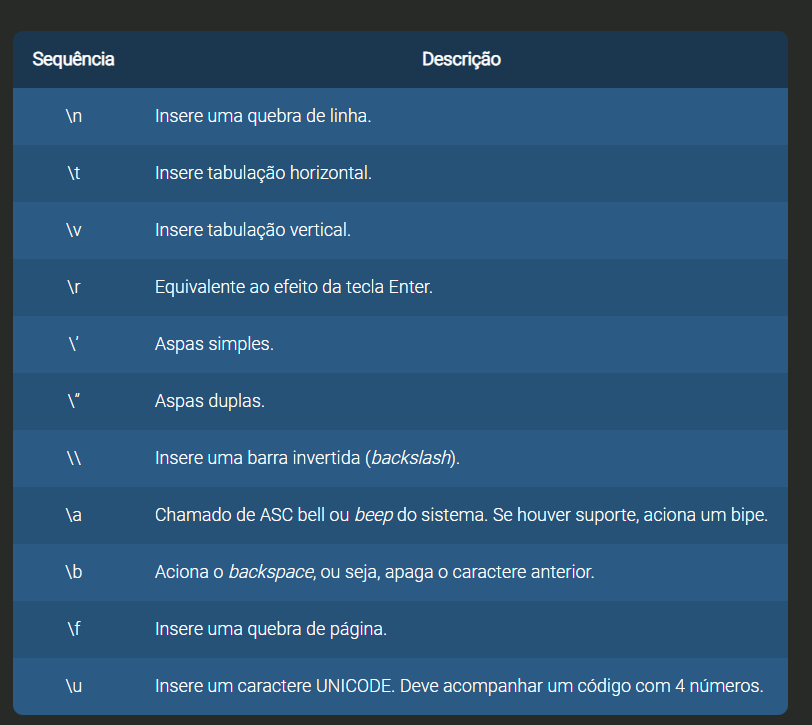 Sequência Descrição
\n Insere uma quebra de linha.
\t Insere tabulação horizontal.
\v Insere tabulação vertical.
\r Equivalente ao efeito da tecla Enter.
\’ Aspas simples.
\” Aspas duplas.
\\ Insere uma barra invertida (backslash).
\a Chamado de ASC bell ou beep do sistema. Se houver suporte, aciona um bipe.
\b Aciona o backspace, ou seja, apaga o caractere anterior.
\f Insere uma quebra de página.
\u Insere um caractere UNICODE. Deve acompanhar um código com 4 números.